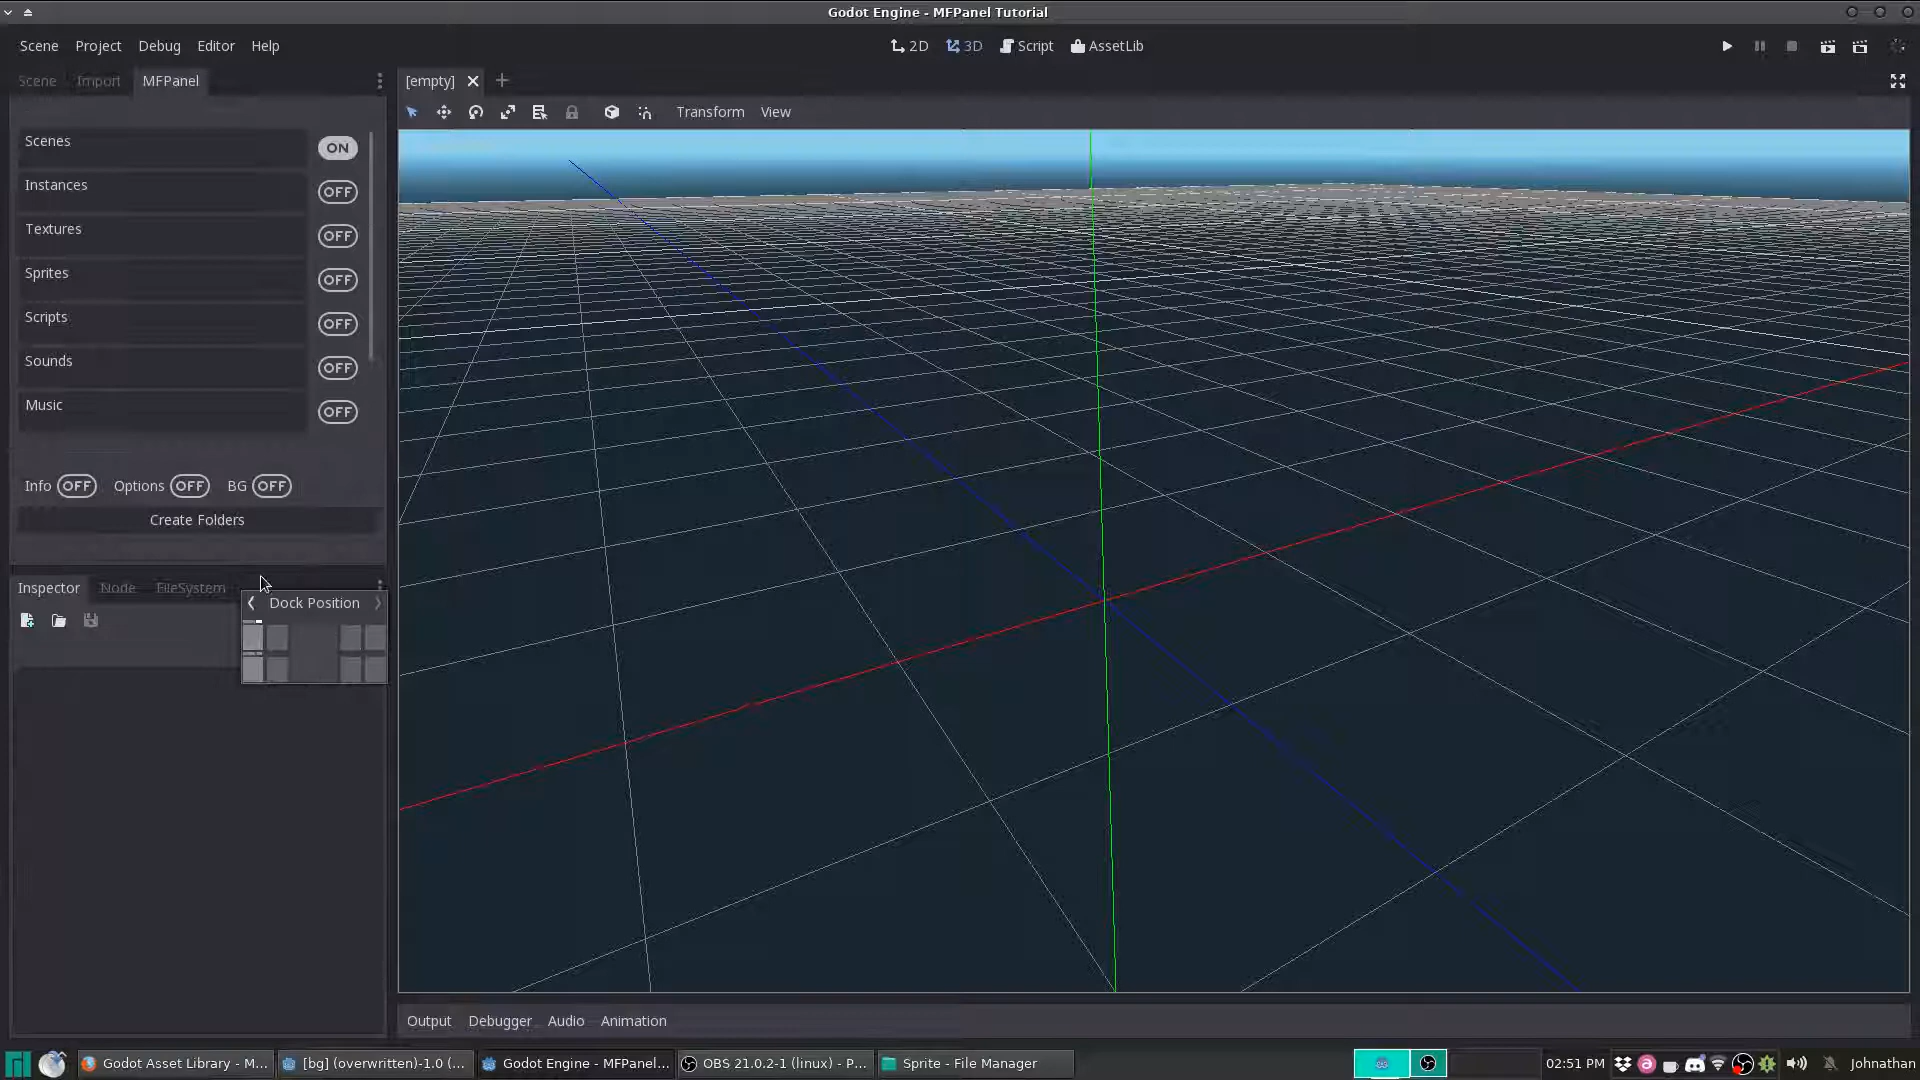 Godot Engine - MFPanel Tutorial
Scene Project Debug Editor Help
2D 3D Script AssetLib
Scene Import MFPanel
[empty]
Transform View
Scenes ON
Instances OFF
Textures OFF
Sprites OFF
Scripts OFF
Sounds OFF
Music OFF
Info OFF Options OFF BG OFF
Create Folders
Inspector Node FileSystem
Dock Position
Output Debugger Audio Animation
Godot Asset Library - M... [bg] (overwritten)-1.0 (... Godot Engine - MFPanel... OBS 21.0.2-1 (linux) - P... Sprite - File Manager 02:51 PM Johnathan